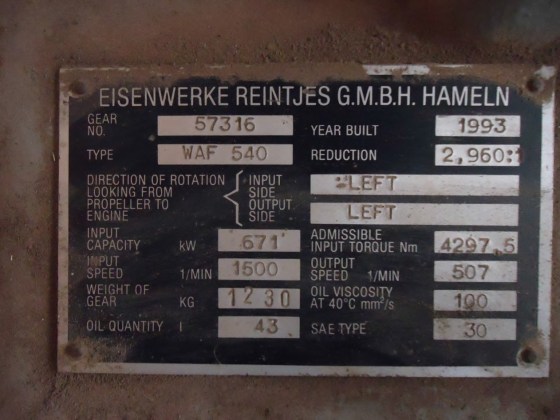 EISENWERKE REINTJES G.M.B.H. HAMELN
GEAR NO. 57316 YEAR BUILT 1993
TYPE WAF 540 REDUCTION 2,960:1
DIRECTION OF ROTATION LOOKING FROM PROPELLER TO ENGINE
INPUT SIDE LEFT
OUTPUT SIDE LEFT
INPUT CAPACITY kW 671 ADMISSIBLE INPUT TORQUE Nm 4297,5
INPUT SPEED 1/MIN 1500 OUTPUT SPEED 1/MIN 507
WEIGHT OF GEAR KG 1230 OIL VISCOSITY AT 40°C mm²/s 100
OIL QUANTITY l 43 SAE TYPE 30